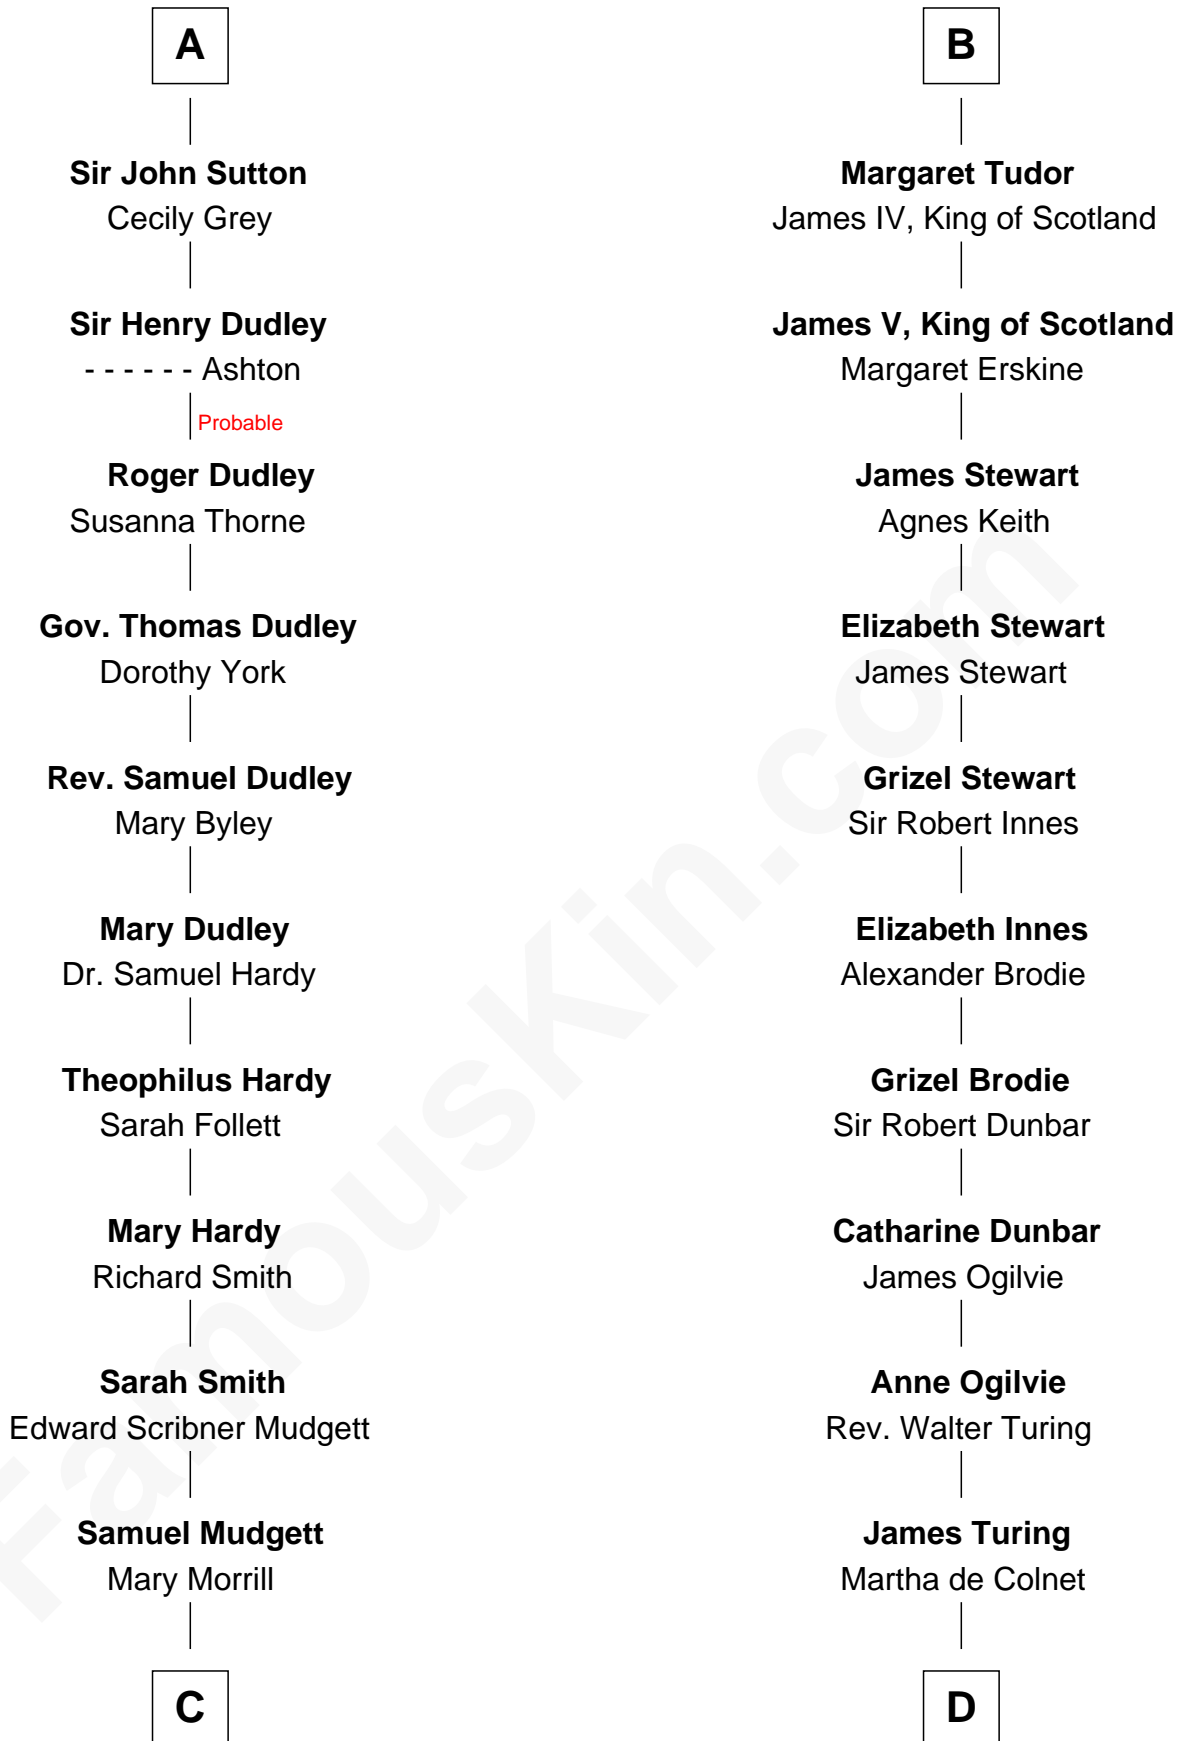 A
Sir John Sutton
Cecily Grey
Sir Henry Dudley
- - - - - - Ashton
Probable
Roger Dudley
Susanna Thorne
Gov. Thomas Dudley
Dorothy York
Rev. Samuel Dudley
Mary Byley
Mary Dudley
Dr. Samuel Hardy
Theophilus Hardy
Sarah Follett
Mary Hardy
Richard Smith
Sarah Smith
Edward Scribner Mudgett
Samuel Mudgett
Mary Morrill
C
B
Margaret Tudor
James IV, King of Scotland
James V, King of Scotland
Margaret Erskine
James Stewart
Agnes Keith
Elizabeth Stewart
James Stewart
Grizel Stewart
Sir Robert Innes
Elizabeth Innes
Alexander Brodie
Grizel Brodie
Sir Robert Dunbar
Catharine Dunbar
James Ogilvie
Anne Ogilvie
Rev. Walter Turing
James Turing
Martha de Colnet
D
FamousKin.com